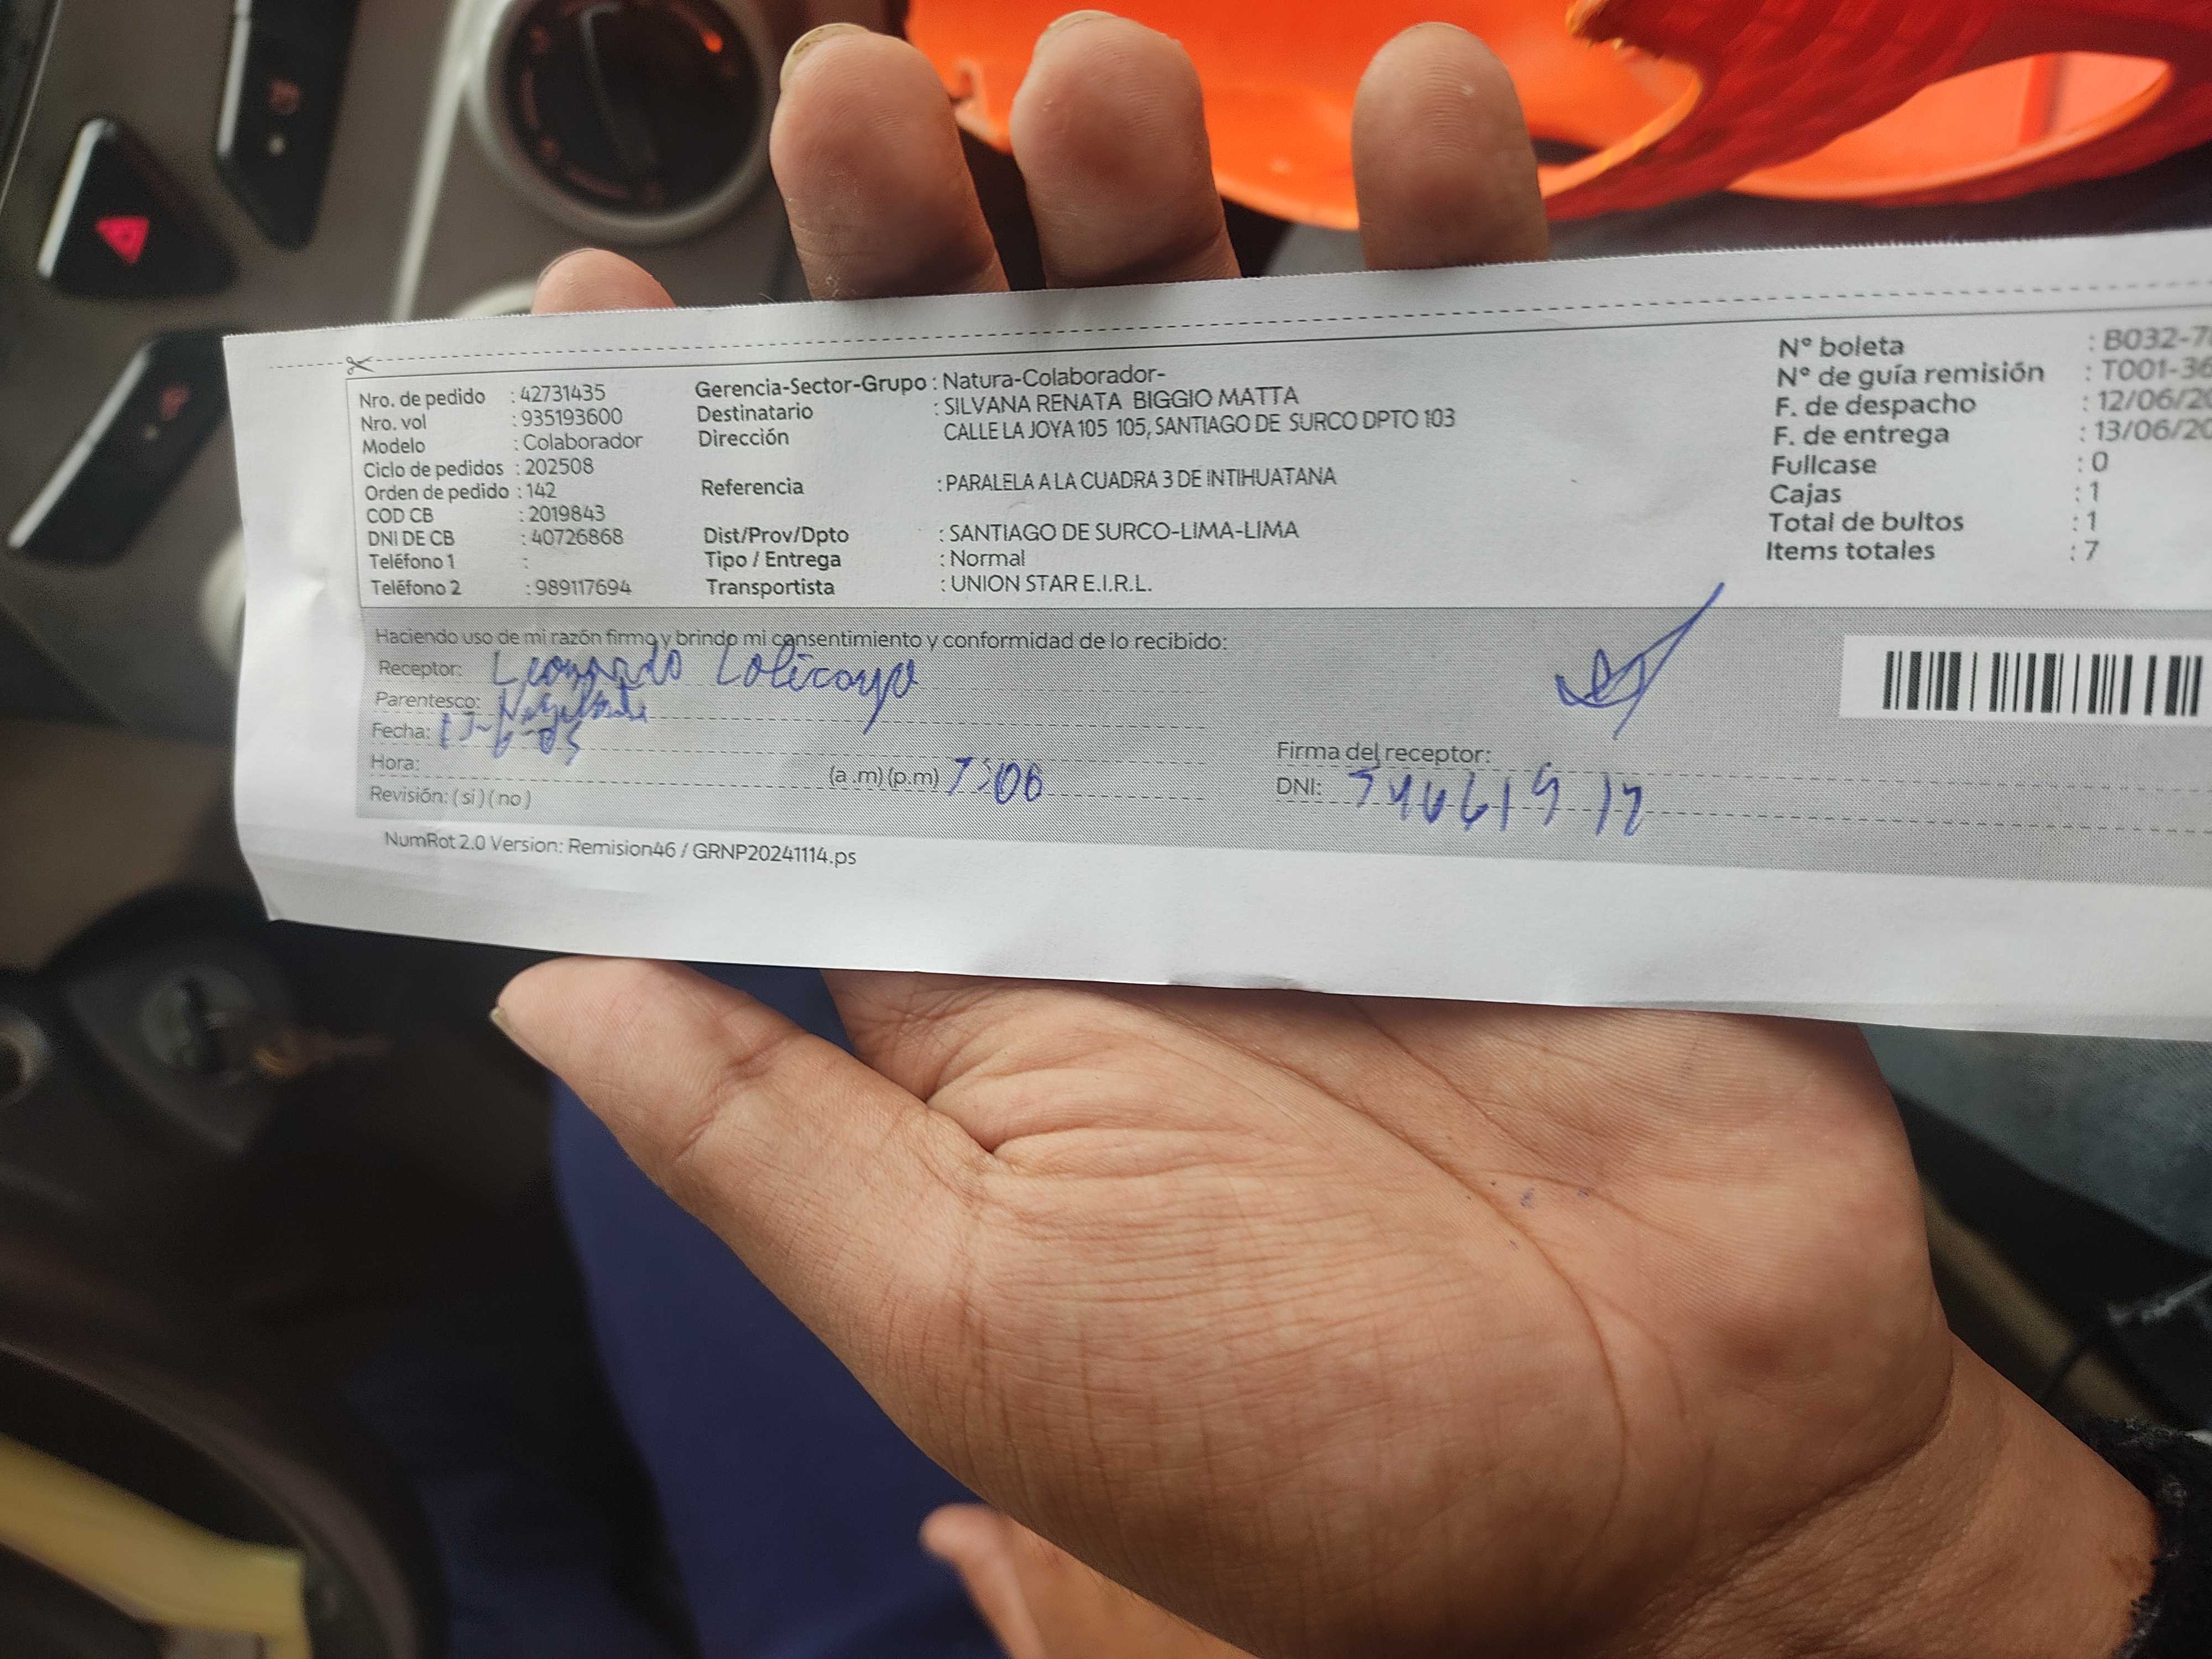 Nro. de pedido : 42731435
Nro. vol : 935193600
Modelo : Colaborador
Ciclo de pedidos : 202508
Orden de pedido : 142
COD CB : 2019843
DNI DE CB : 40726868
Teléfono 1 :
Teléfono 2 : 989117694
Gerencia-Sector-Grupo : Natura-Colaborador-
Destinatario : SILVANA RENATA BIGGIO MATTA
Dirección CALLE LA JOYA 105 105, SANTIAGO DE SURCO DPTO 103
Referencia : PARALELA A LA CUADRA 3 DE INTIHUATANA
Dist/Prov/Dpto : SANTIAGO DE SURCO-LIMA-LIMA
Tipo / Entrega : Normal
Transportista : UNION STAR E.I.R.L.
N° boleta : B032-7
N° de guía remisión : T001-36
F. de despacho : 12/06/20
F. de entrega : 13/06/20
Fullcase : 0
Cajas : 1
Total de bultos : 1
Items totales : 7
Haciendo uso de mi razón firmo y brindo mi consentimiento y conformidad de lo recibido:
Receptor: Leonardo
Parentesco:
Fecha:
Hora: (a .m) (p.m) 7:06
Revisión: ( si ) ( no )
Firma del receptor:
DNI:
NumRot 2.0 Version: Remision46 / GRNP20241114.ps